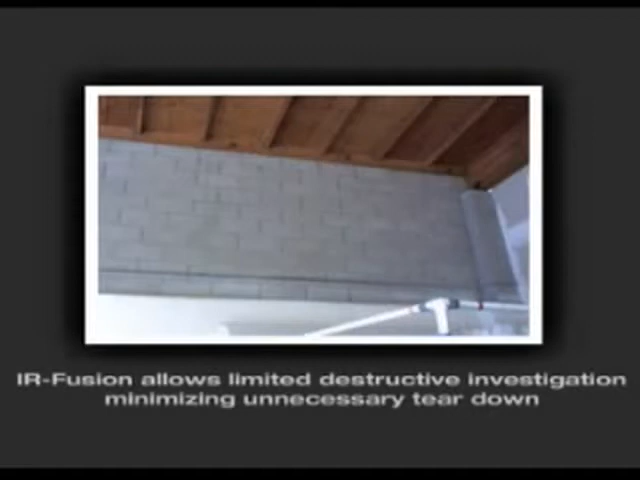 IR-Fusion allows limited destructive investigation
minimizing unnecessary tear down